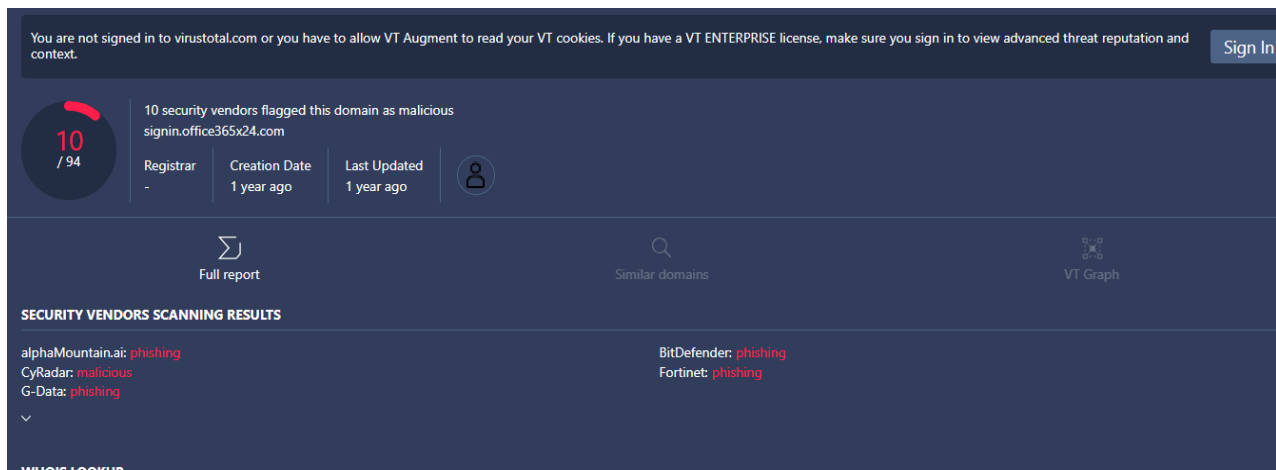 You are not signed in to virustotal.com or you have to allow VT Augment to read your VT cookies. If you have a VT ENTERPRISE license, make sure you sign in to view advanced threat reputation and
context.
Sign In
10
/ 94
10 security vendors flagged this domain as malicious
signin.office365x24.com
Registrar
-
Creation Date
1 year ago
Last Updated
1 year ago
Full report
Similar domains
VT Graph
SECURITY VENDORS SCANNING RESULTS
alphaMountain.ai: phishing
BitDefender: phishing
CyRadar: malicious
Fortinet: phishing
G-Data: phishing
WHOIS LOOKUP